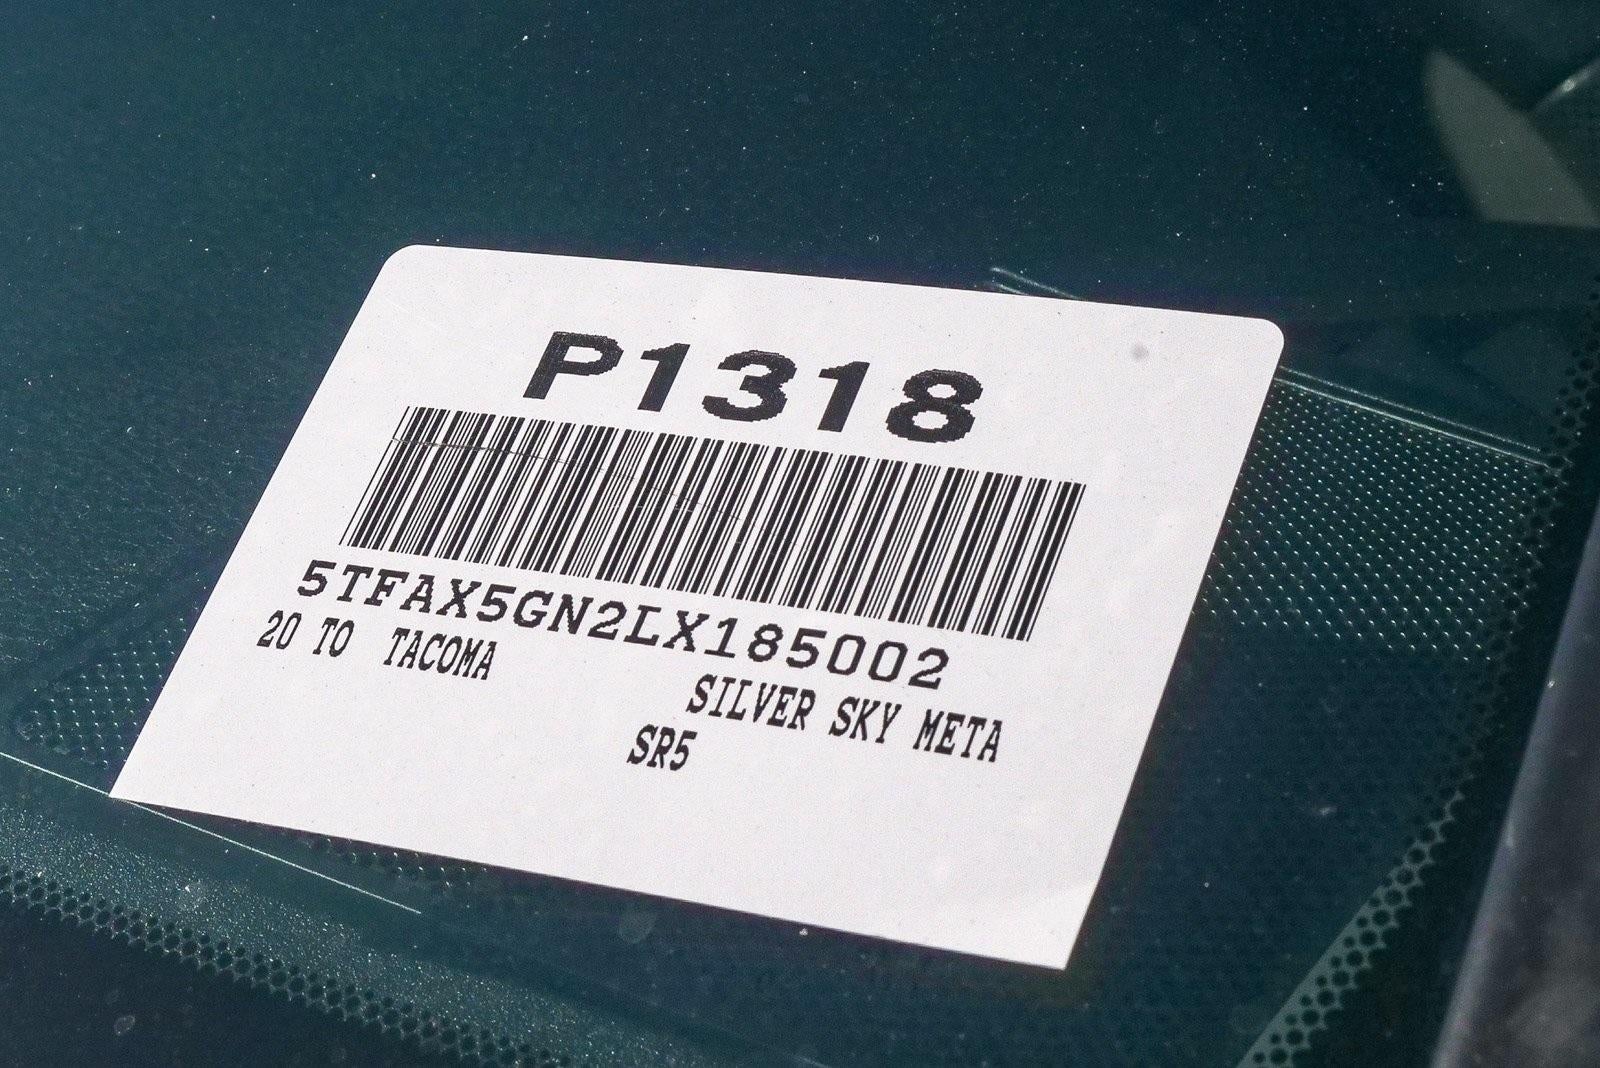 P1318
5TFAX5GN2LX185002
20 TO TACOMA
SILVER SKY META
SR5